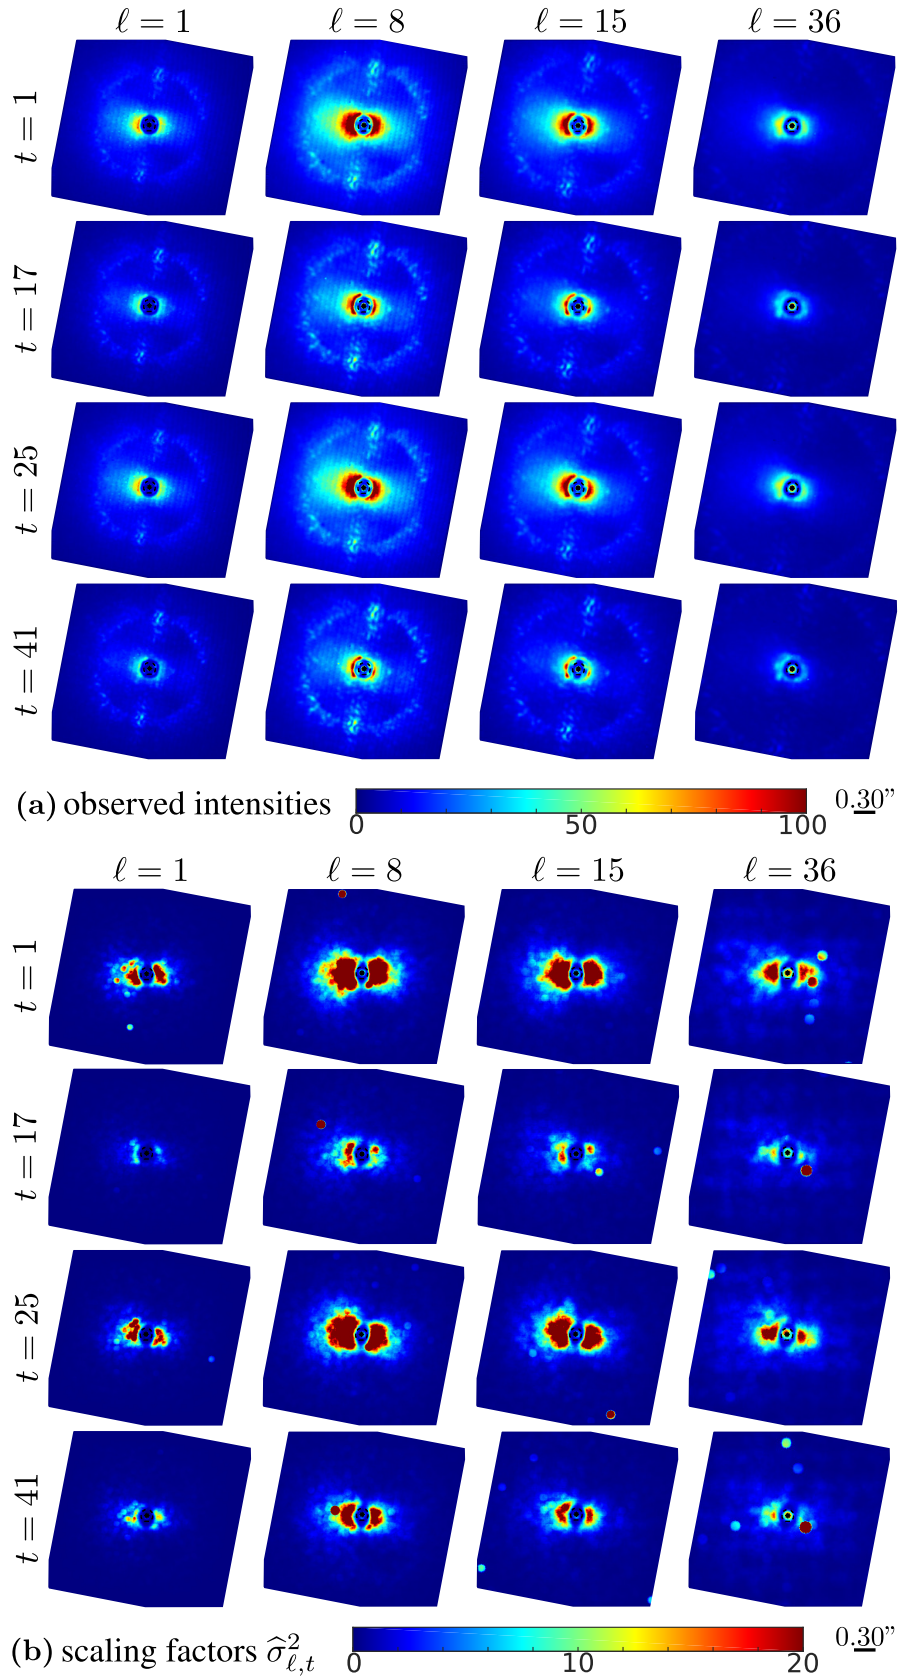 ℓ = 1 ℓ = 8 ℓ = 15 ℓ = 36
t = 1
t = 17
t = 25
t = 41
(a) observed intensities
0 50 100
0.30"
ℓ = 1 ℓ = 8 ℓ = 15 ℓ = 36
t = 1
t = 17
t = 25
t = 41
(b) scaling factors σ̂²ℓ,t
0 10 20
0.30"